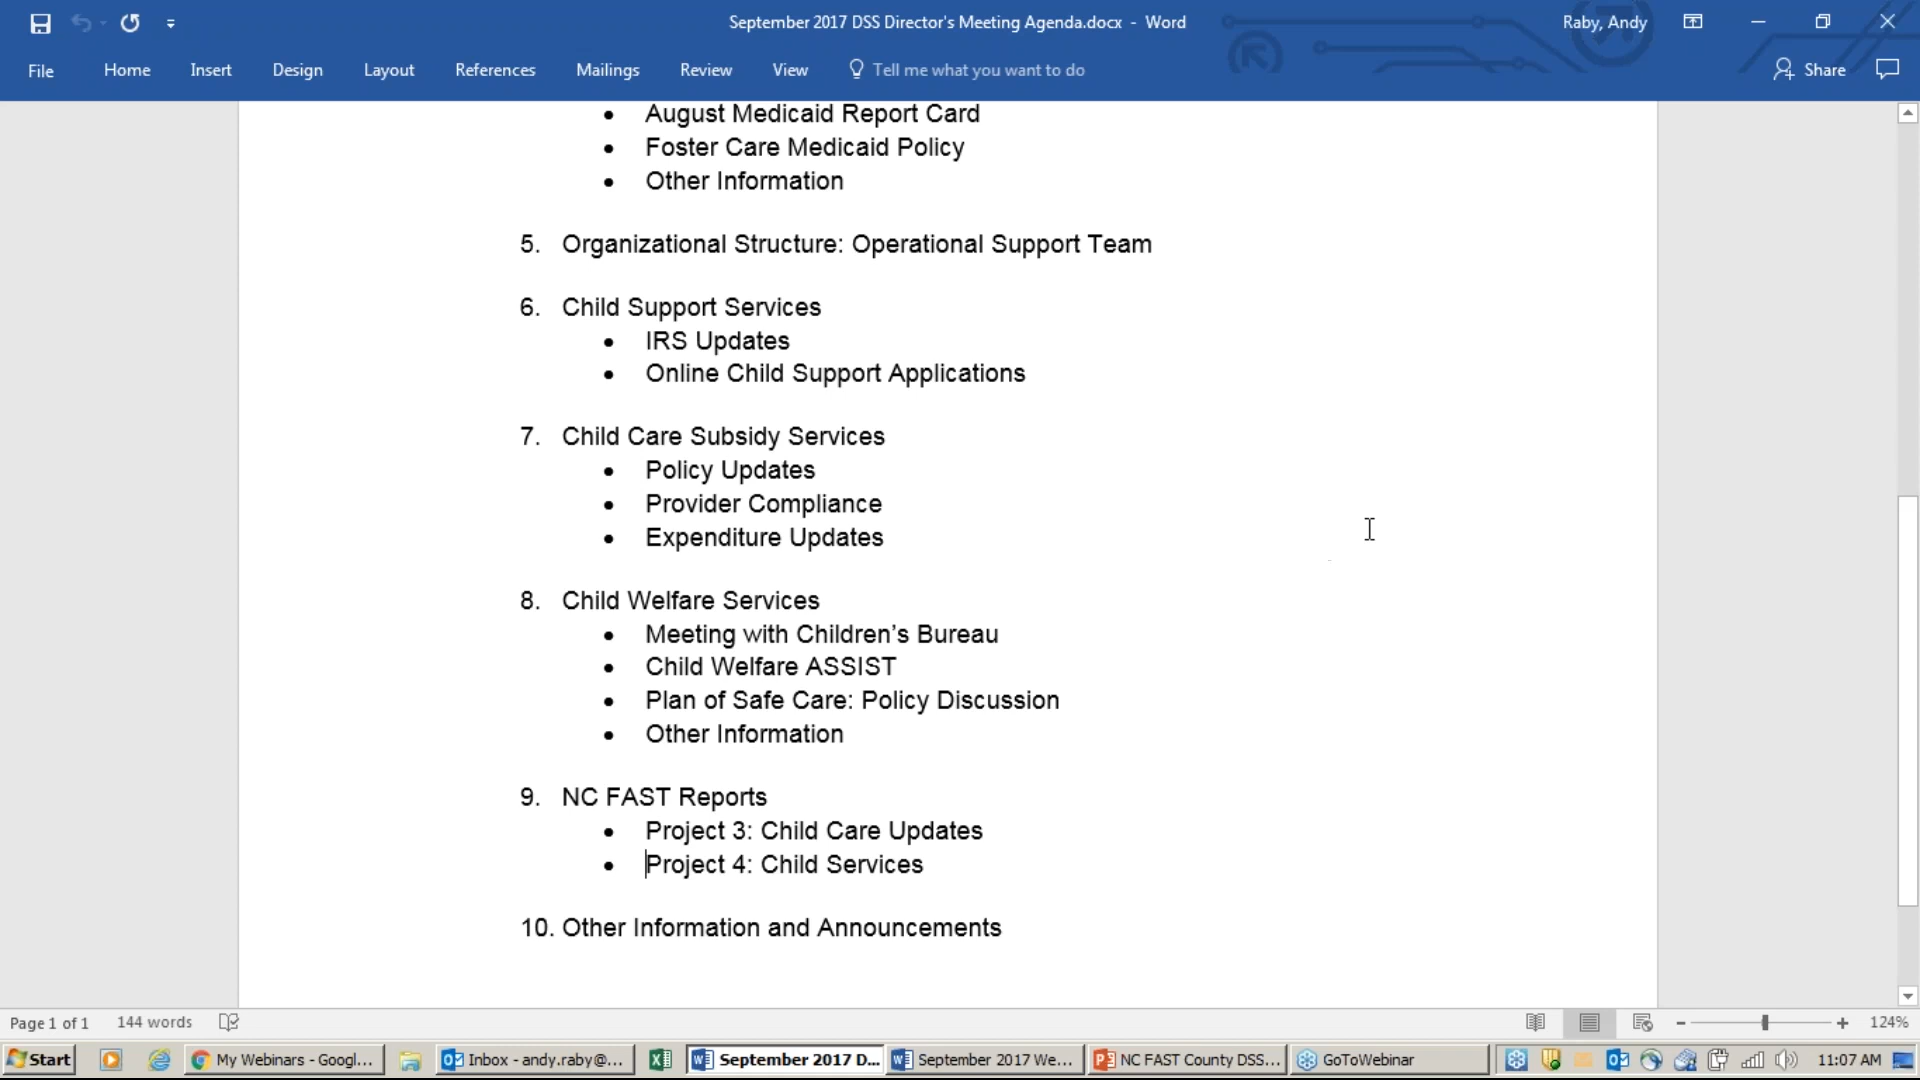 September 2017 DSS Director's Meeting Agenda.docx - Word
Raby, Andy
File Home Insert Design Layout References Mailings Review View Tell me what you want to do Share
• August Medicaid Report Card
• Foster Care Medicaid Policy
• Other Information
5. Organizational Structure: Operational Support Team
6. Child Support Services
• IRS Updates
• Online Child Support Applications
7. Child Care Subsidy Services
• Policy Updates
• Provider Compliance
• Expenditure Updates
8. Child Welfare Services
• Meeting with Children’s Bureau
• Child Welfare ASSIST
• Plan of Safe Care: Policy Discussion
• Other Information
9. NC FAST Reports
• Project 3: Child Care Updates
• Project 4: Child Services
10. Other Information and Announcements
Page 1 of 1 144 words 124%
Start My Webinars - Googl... Inbox - andy.raby@... September 2017 D... September 2017 We... NC FAST County DSS... GoToWebinar 11:07 AM